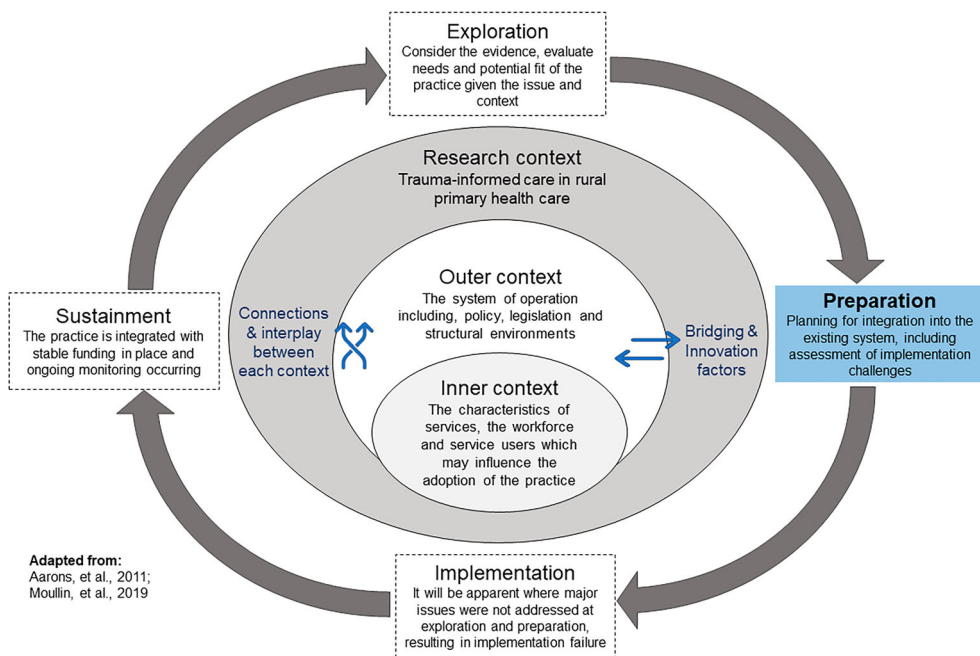 Exploration
Consider the evidence, evaluate
needs and potential fit of the
practice given the issue and
context
Research context
Trauma-informed care in rural
primary health care
Outer context
The system of operation
including, policy, legislation and
structural environments
Connections
& interplay
between
each context
Bridging &
Innovation
factors
Inner context
The characteristics of
services, the workforce
and service users which
may influence the
adoption of the practice
Preparation
Planning for integration into the
existing system, including
assessment of implementation
challenges
Sustainment
The practice is integrated with
stable funding in place and
ongoing monitoring occurring
Implementation
It will be apparent where major
issues were not addressed at
exploration and preparation,
resulting in implementation failure
Adapted from:
Aarons, et al., 2011;
Moullin, et al., 2019